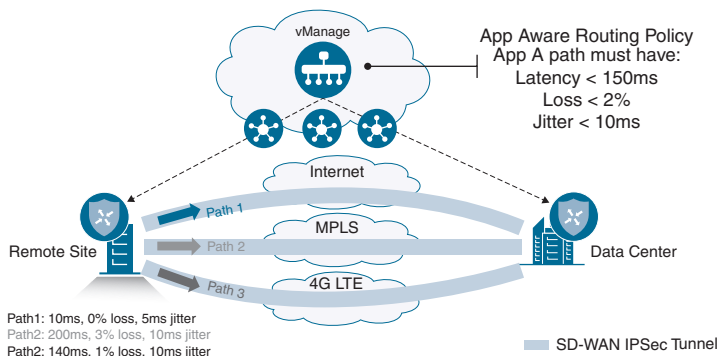 vManage
App Aware Routing Policy
App A path must have:
Latency < 150ms
Loss < 2%
Jitter < 10ms
Internet
Path 1
MPLS
Remote Site
Path 2
Data Center
4G LTE
Path 3
Path1: 10ms, 0% loss, 5ms jitter
Path2: 200ms, 3% loss, 10ms jitter
Path2: 140ms, 1% loss, 10ms jitter
SD-WAN IPSec Tunnel